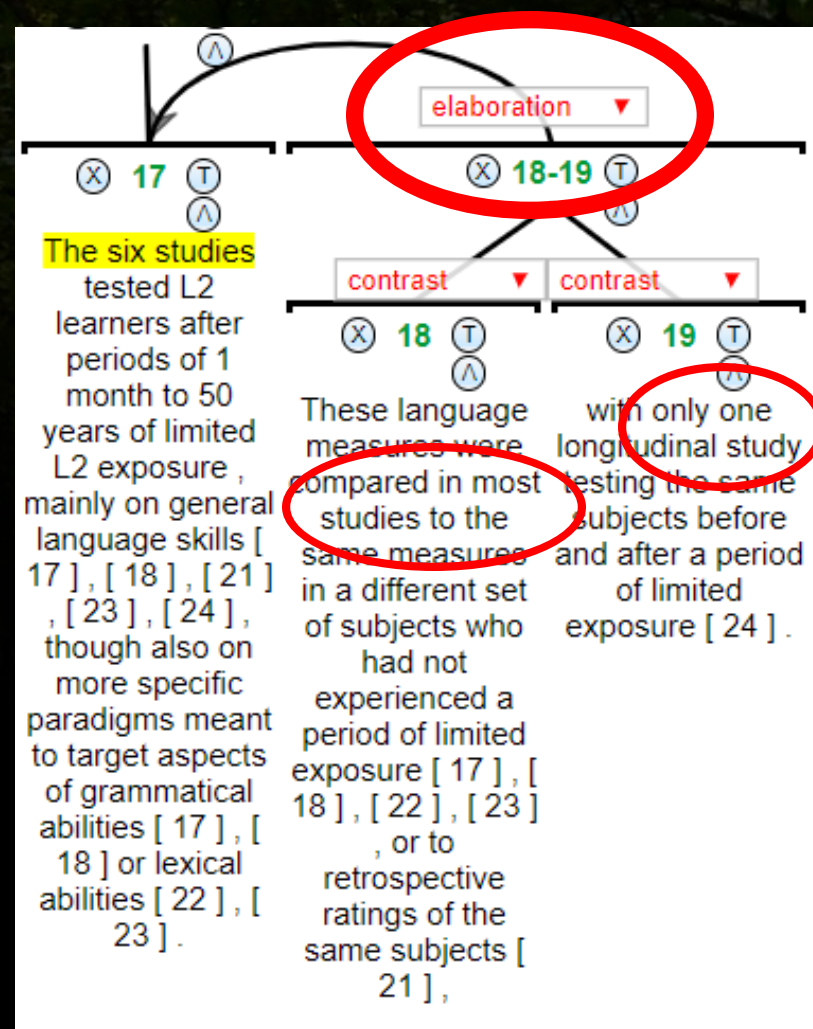 elaboration ▼
X 17 T
Λ
X 18-19 T
Λ
The six studies
tested L2
learners after
periods of 1
month to 50
years of limited
L2 exposure ,
mainly on general
language skills [
17 ] , [ 18 ] , [ 21 ]
, [ 23 ] , [ 24 ] ,
though also on
more specific
paradigms meant
to target aspects
of grammatical
abilities [ 17 ] , [
18 ] or lexical
abilities [ 22 ] , [
23 ] .
contrast ▼
contrast ▼
X 18 T
Λ
These language
measures were
compared in most
studies to the
same measures
in a different set
of subjects who
had not
experienced a
period of limited
exposure [ 17 ] , [
18 ] , [ 22 ] , [ 23 ]
, or to
retrospective
ratings of the
same subjects [
21 ] ,
X 19 T
Λ
with only one
longitudinal study
testing the same
subjects before
and after a period
of limited
exposure [ 24 ] .